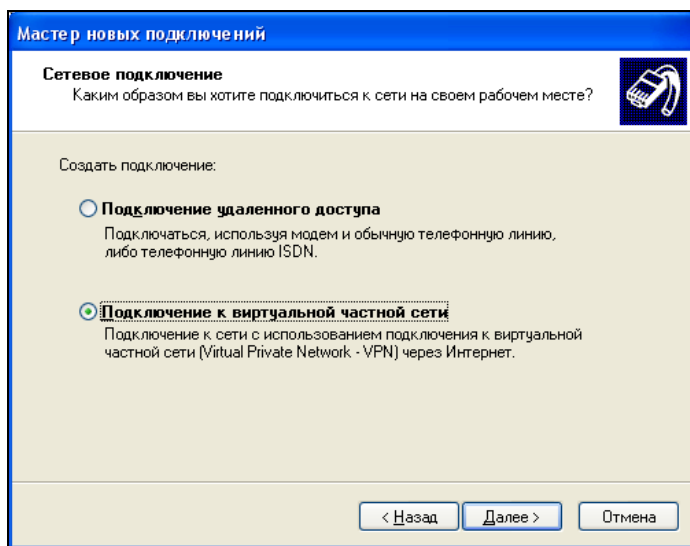 Мастер новых подключений
Сетевое подключение
Каким образом вы хотите подключиться к сети на своем рабочем месте?
Создать подключение:
Подключение удаленного доступа
Подключаться, используя модем и обычную телефонную линию,
либо телефонную линию ISDN.
Подключение к виртуальной частной сети
Подключение к сети с использованием подключения к виртуальной
частной сети (Virtual Private Network - VPN) через Интернет.
< Назад Далее > Отмена